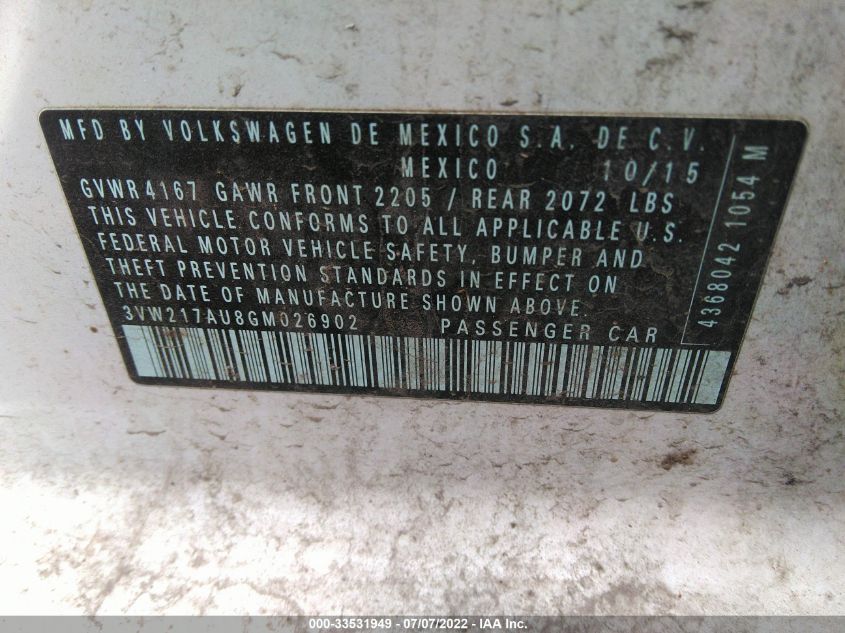 MFD BY VOLKSWAGEN DE MEXICO S.A. DE C.V.
MEXICO 10/15
GVWR4167 GAWR FRONT 2205 / REAR 2072 LBS
THIS VEHICLE CONFORMS TO ALL APPLICABLE U.S.
FEDERAL MOTOR VEHICLE SAFETY, BUMPER AND
THEFT PREVENTION STANDARDS IN EFFECT ON
THE DATE OF MANUFACTURE SHOWN ABOVE.
3VW217AU8GM026902 PASSENGER CAR
4368042 1054 M
000-33531949 - 07/07/2022 - IAA Inc.